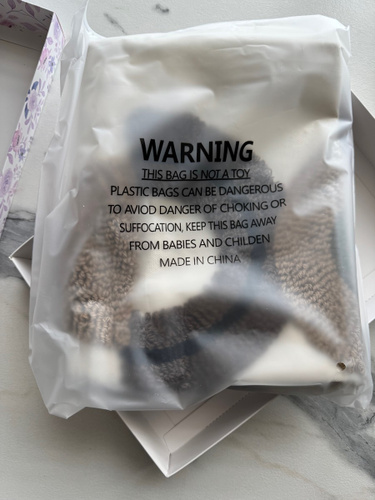 WARNING
THIS BAG IS NOT A TOY
PLASTIC BAGS CAN BE DANGEROUS
TO AVIOD DANGER OF CHOKING OR
SUFFOCATION, KEEP THIS BAG AWAY
FROM BABIES AND CHILDEN
MADE IN CHINA